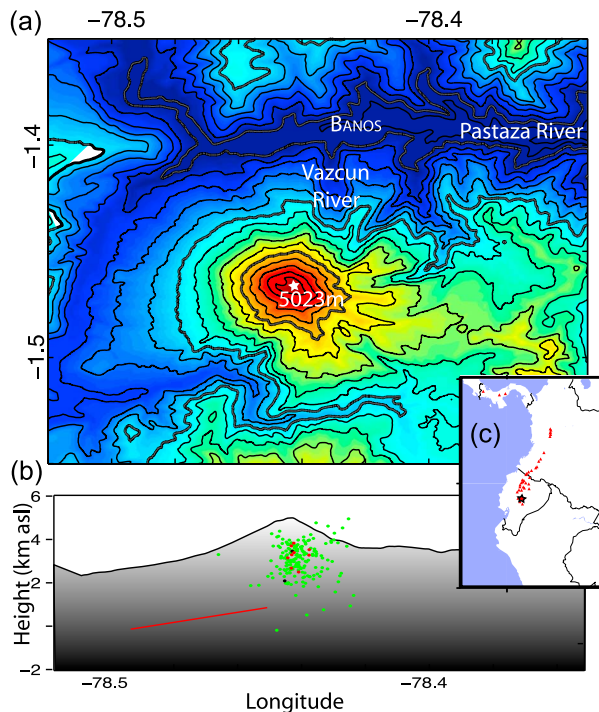 −78.5 −78.4
(a)
BANOS
Pastaza River
−1.4
Vazcun
River
5023m
−1.5
(c)
(b)
6
4
2
0
−2
Height (km asl)
−78.5 −78.4
Longitude